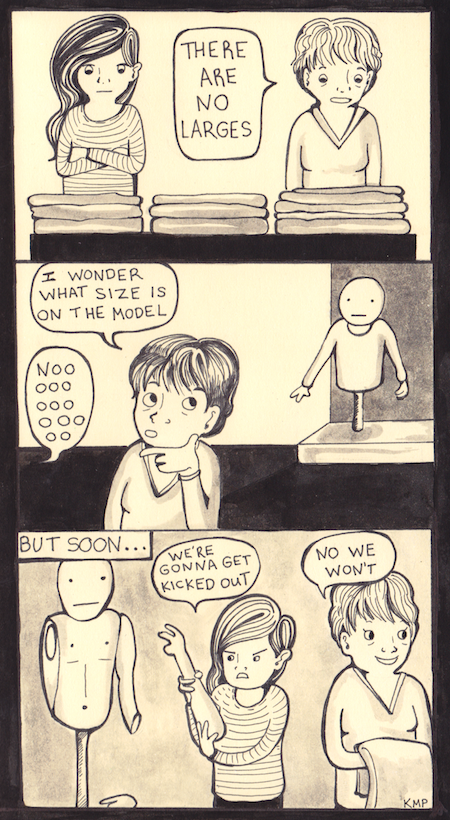 THERE
ARE
NO
LARGES
I WONDER
WHAT SIZE IS
ON THE MODEL
NOO
OOO
OOO
OOOO
OO
BUT SOON...
WE'RE
GONNA GET
KICKED OUT
NO WE
WON'T
KMP